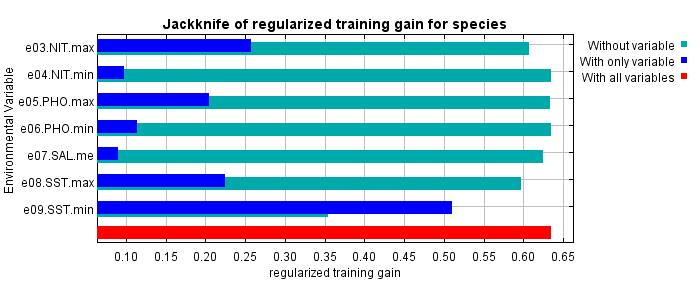 Jackknife of regularized training gain for species
Environmental Variable
e03.NIT.max
e04.NIT.min
e05.PHO.max
e06.PHO.min
e07.SAL.me
e08.SST.max
e09.SST.min
0.10 0.15 0.20 0.25 0.30 0.35 0.40 0.45 0.50 0.55 0.60 0.65
regularized training gain
Without variable
With only variable
With all variables